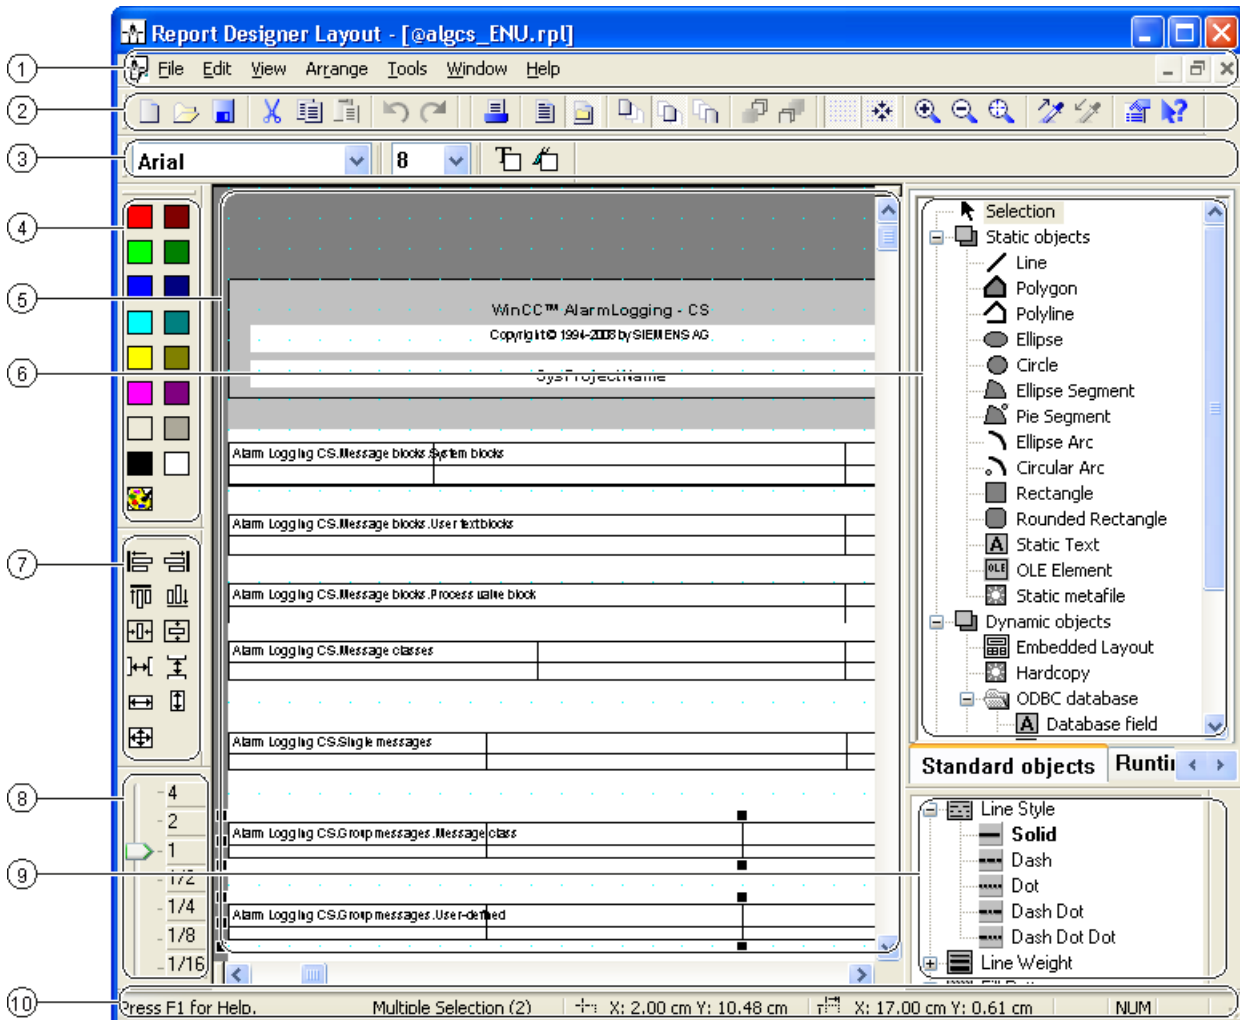 Report Designer Layout - [@algcs_ENU.rpl]
1
File Edit View Arrange Tools Window Help
2
3
Arial 8
4
5
6
7
8
9
10
WinCC™ AlarmLogging - CS
Copyright © 1994-2008 by SIEMENS AG
SysProjectName
Alarm Logging CS.Message blocks.System blocks
Alarm Logging CS.Message blocks.User textblocks
Alarm Logging CS.Message blocks.Process value block
Alarm Logging CS.Message classes
Alarm Logging CS.Single messages
Alarm Logging CS.Group messages.Message class
Alarm Logging CS.Group messages.User-defined
4
2
1
1/2
1/4
1/8
1/16
Selection
Static objects
Line
Polygon
Polyline
Ellipse
Circle
Ellipse Segment
Pie Segment
Ellipse Arc
Circular Arc
Rectangle
Rounded Rectangle
A Static Text
OLE OLE Element
Static metafile
Dynamic objects
Embedded Layout
Hardcopy
ODBC database
A Database field
Standard objects
Line Style
Solid
Dash
Dot
Dash Dot
Dash Dot Dot
Line Weight
Press F1 for Help. Multiple Selection (2) X: 2.00 cm Y: 10.48 cm X: 17.00 cm Y: 0.61 cm NUM